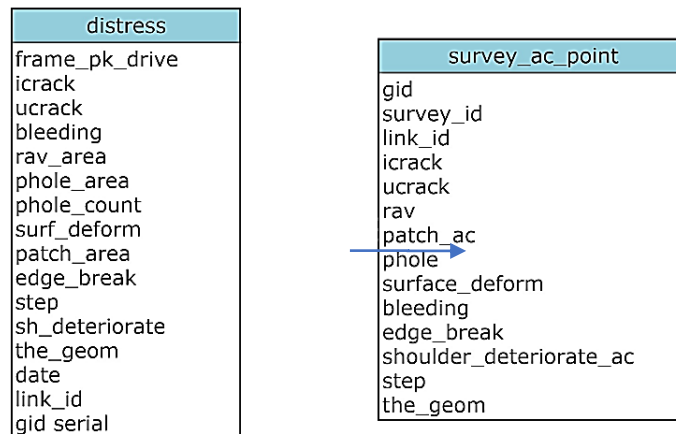 distress
frame_pk_drive
icrack
ucrack
bleeding
rav_area
phole_area
phole_count
surf_deform
patch_area
edge_break
step
sh_deteriorate
the_geom
date
link_id
gid serial
survey_ac_point
gid
survey_id
link_id
icrack
ucrack
rav
patch_ac
phole
surface_deform
bleeding
edge_break
shoulder_deteriorate_ac
step
the_geom